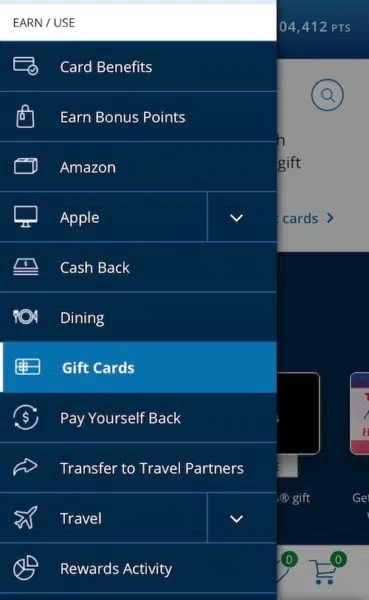 EARN / USE
04,412 PTS
Card Benefits
Earn Bonus Points
gift
Amazon
Apple
cards
Cash Back
Dining
Gift Cards
Pay Yourself Back
Transfer to Travel Partners
® gift
Travel
0
0
Rewards Activity